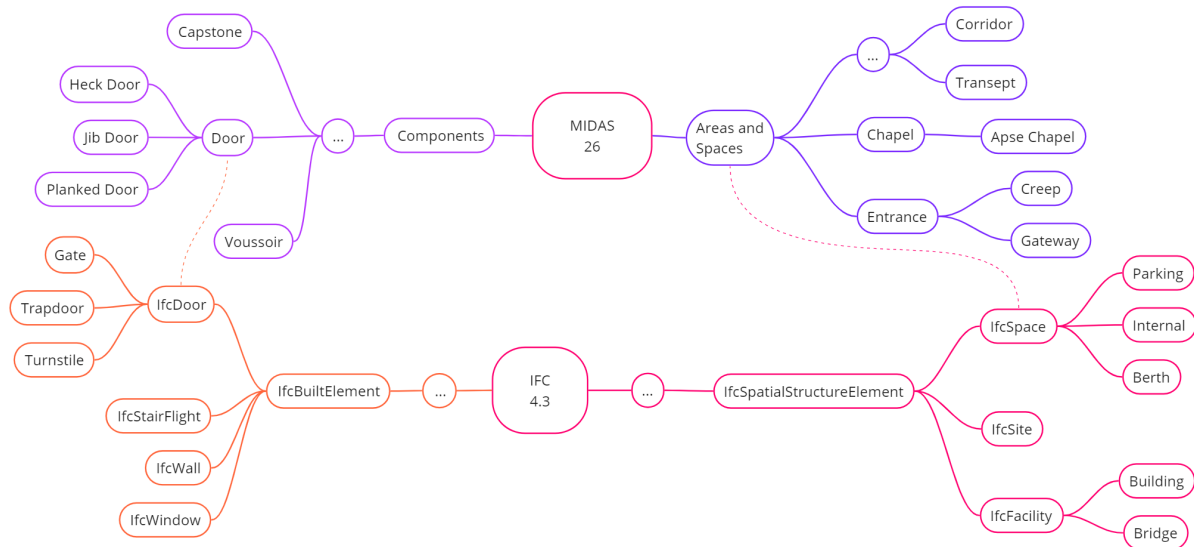 Capstone
Heck Door
Jib Door
Door
Planked Door
Voussoir
...
Components
MIDAS
26
Areas and
Spaces
...
Corridor
Transept
Chapel
Apse Chapel
Entrance
Creep
Gateway
Gate
Trapdoor
Turnstile
IfcDoor
IfcStairFlight
IfcWall
IfcWindow
IfcBuiltElement
...
IFC
4.3
...
IfcSpatialStructureElement
IfcSpace
Parking
Internal
Berth
IfcSite
IfcFacility
Building
Bridge